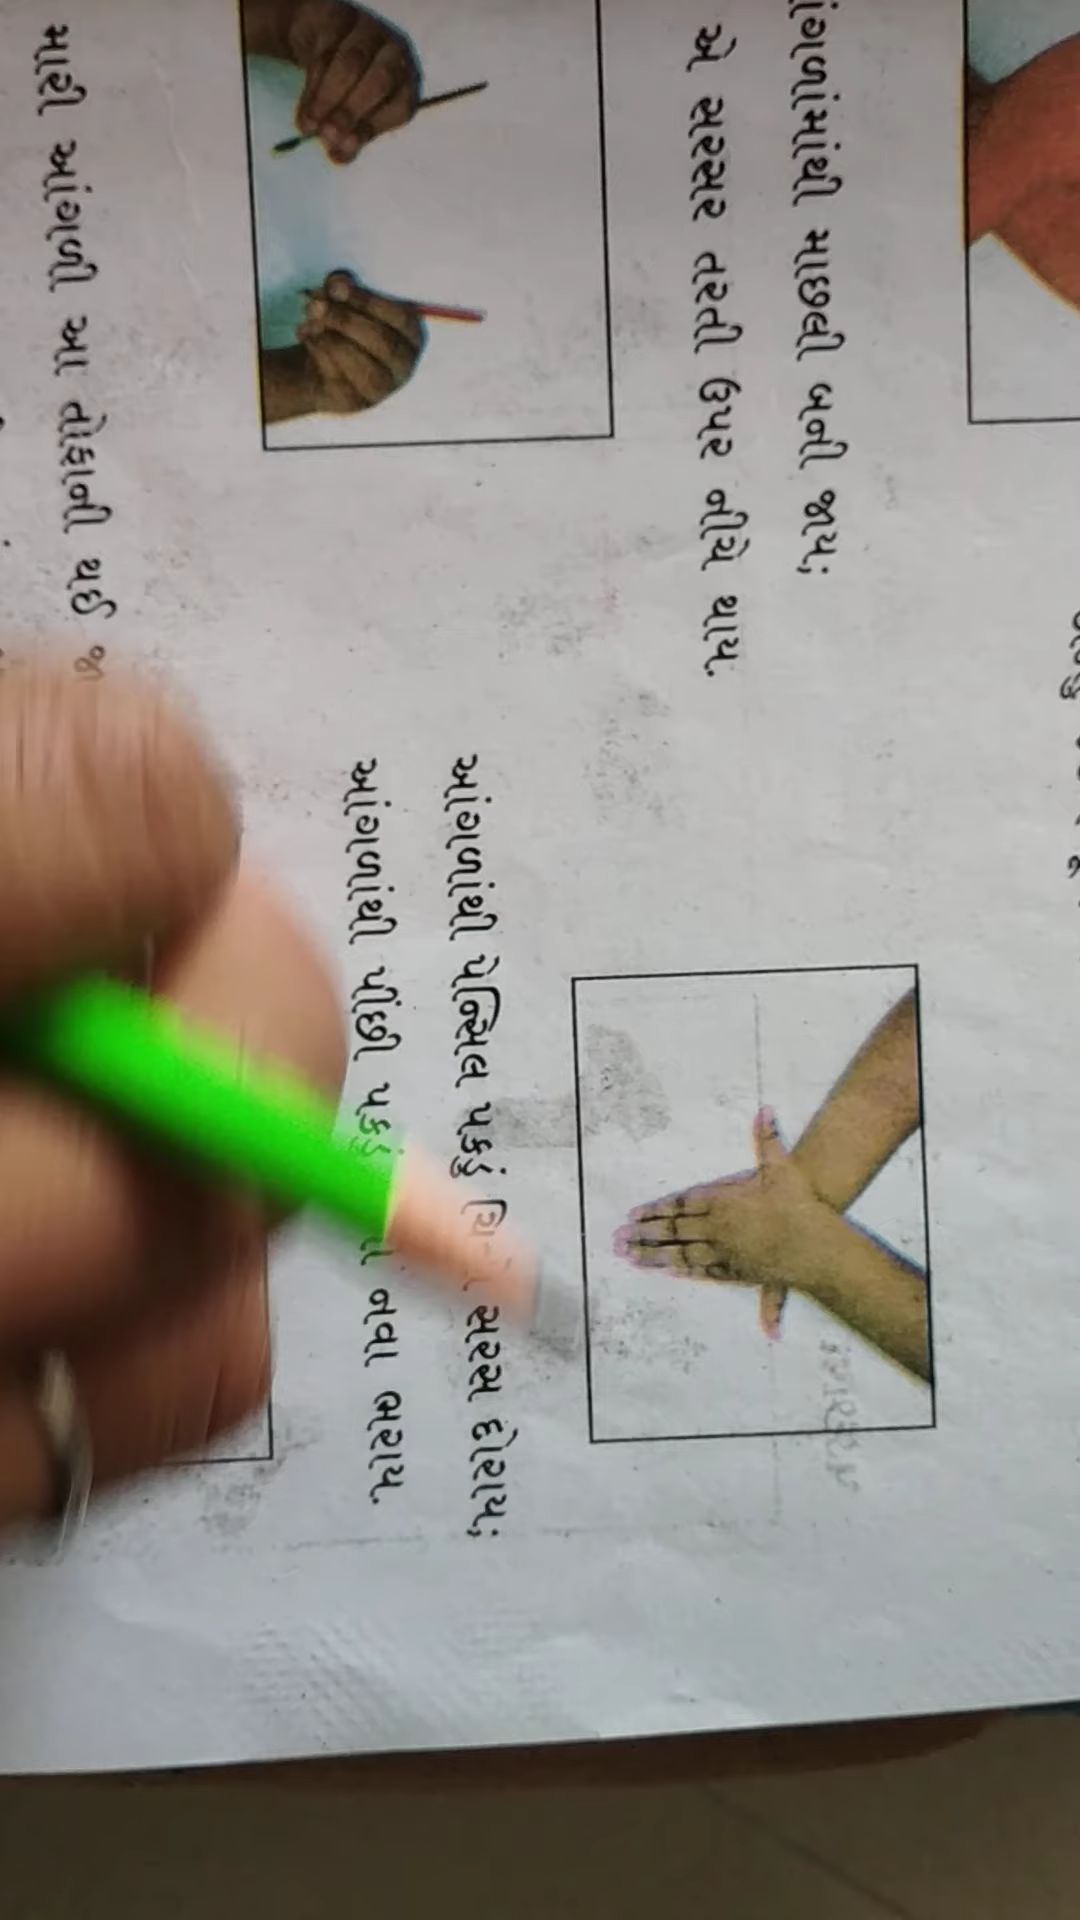 ંગળાંમાંથી માછલી બની જાય;
એ સરસર તરતી ઉપર નીચે થાય.
આંગળાંથી પેન્સિલ પકડું સરસ દોરાય;
આંગળાંથી પીંછી પકડું નવા ભરાય.
મારી આંગળી આ તોફાની થઈ